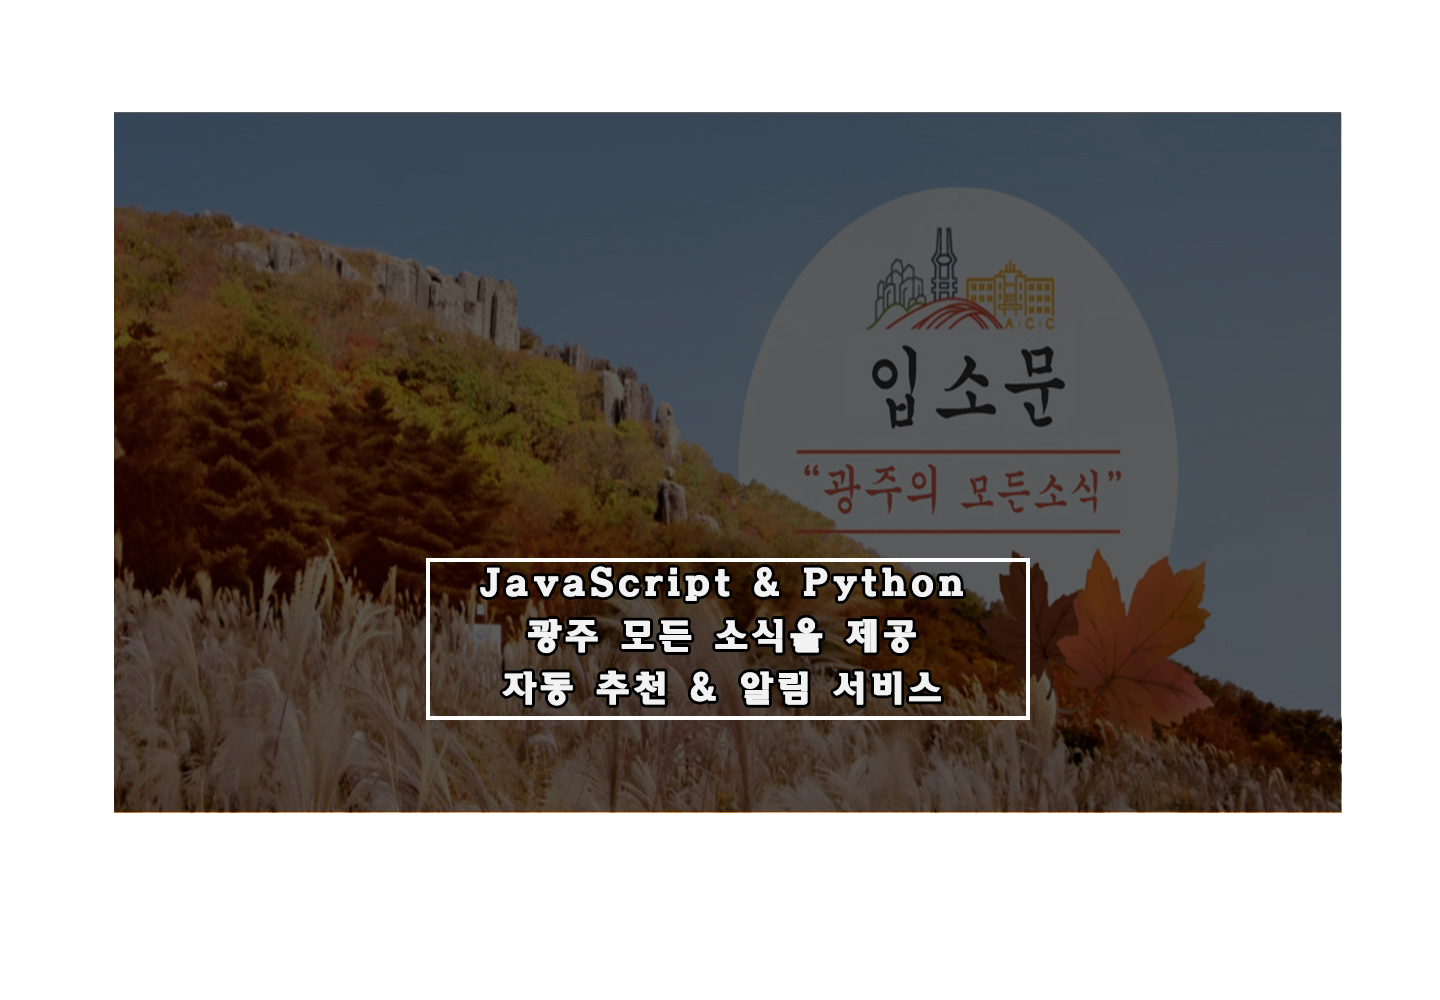 A·C·C
입소문
“광주의 모든소식”
JavaScript & Python
광주 모든 소식을 제공
자동 추천 & 알림 서비스